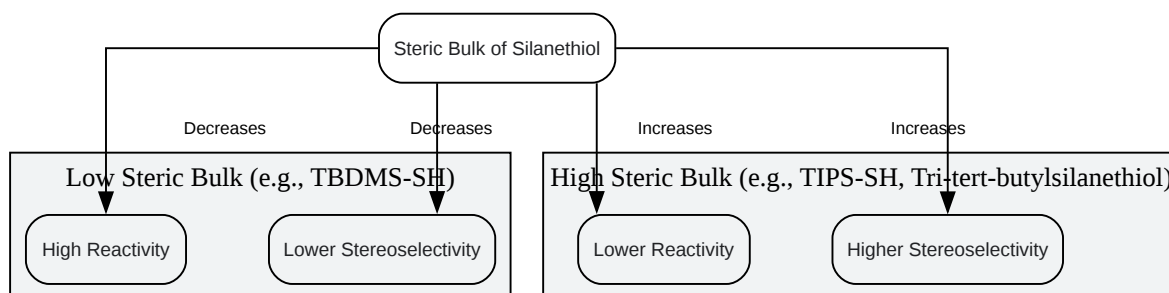 Steric Bulk of Silanethiol
Decreases
Decreases
Increases
Increases
Low Steric Bulk (e.g., TBDMS-SH)
High Steric Bulk (e.g., TIPS-SH, Tri-tert-butylsilanethiol)
High Reactivity
Lower Stereoselectivity
Lower Reactivity
Higher Stereoselectivity